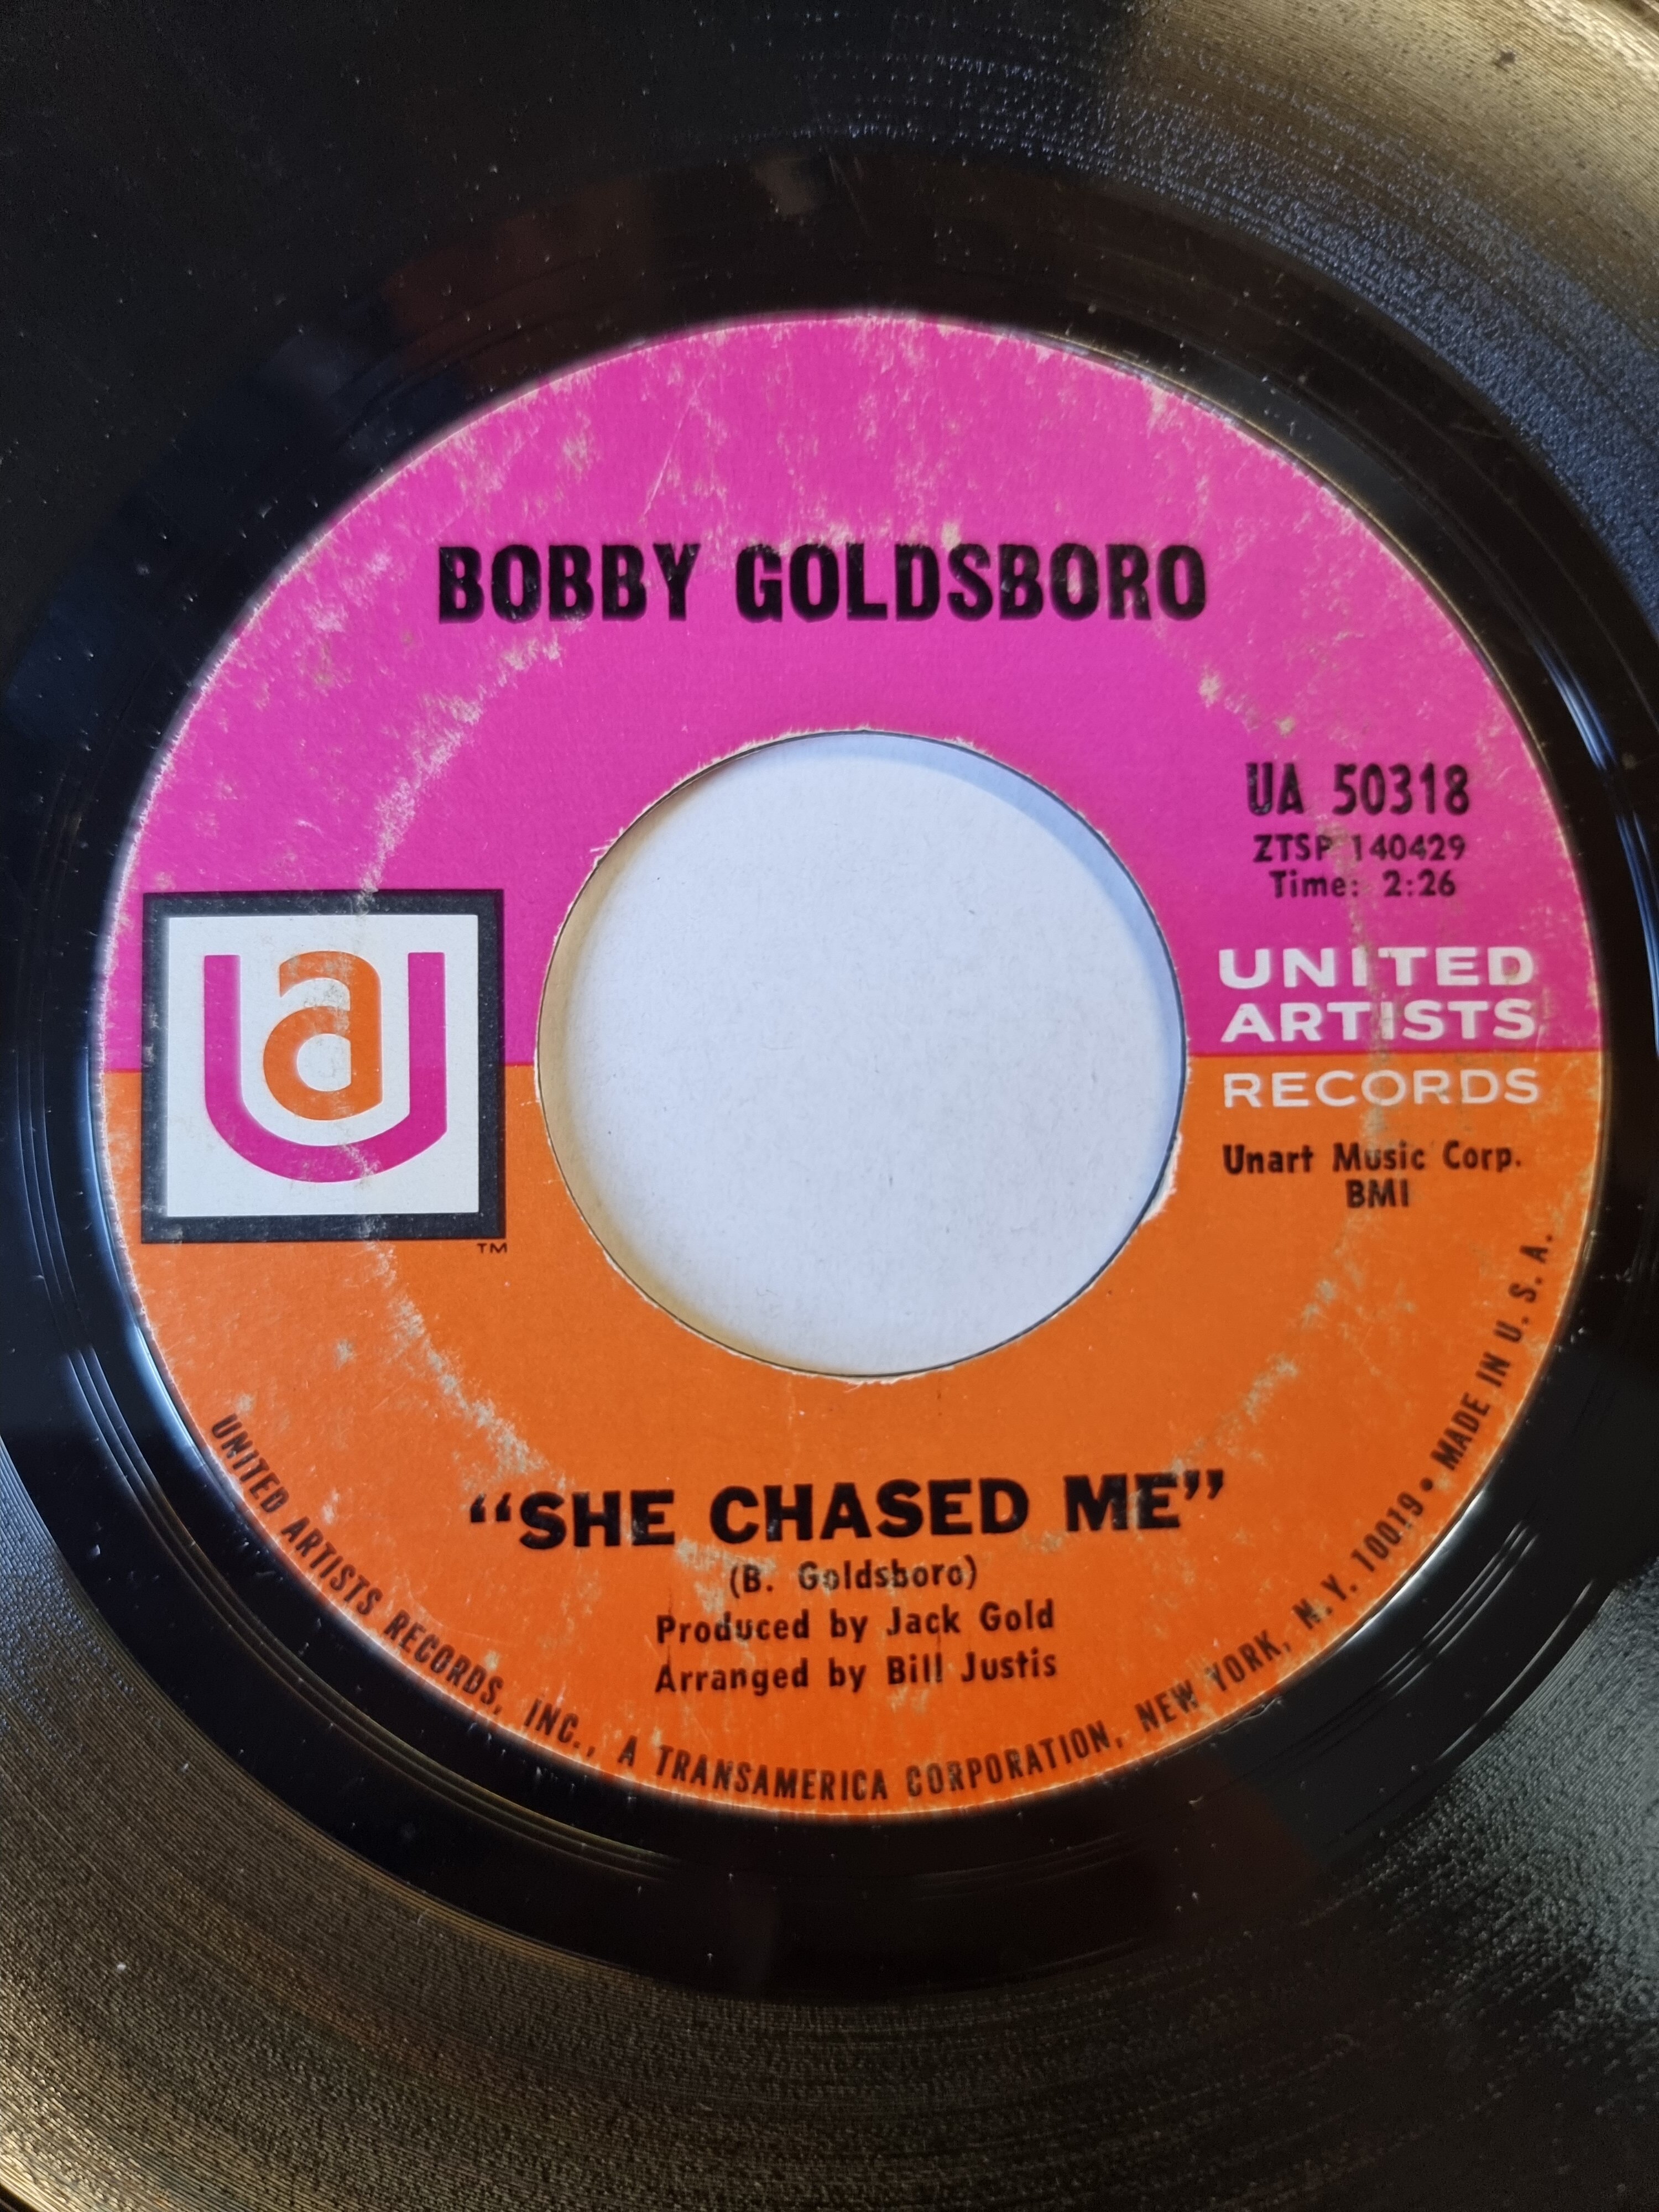 BOBBY GOLDSBORO
UA 50318
ZTSP 140429
Time: 2:26
ua
TM
UNITED
ARTISTS
RECORDS
Unart Music Corp.
BMI
"SHE CHASED ME"
(B. Goldsboro)
Produced by Jack Gold
Arranged by Bill Justis
UNITED ARTISTS RECORDS, INC., A TRANSAMERICA CORPORATION, NEW YORK, N.Y. 10019 • MADE IN U. S. A.